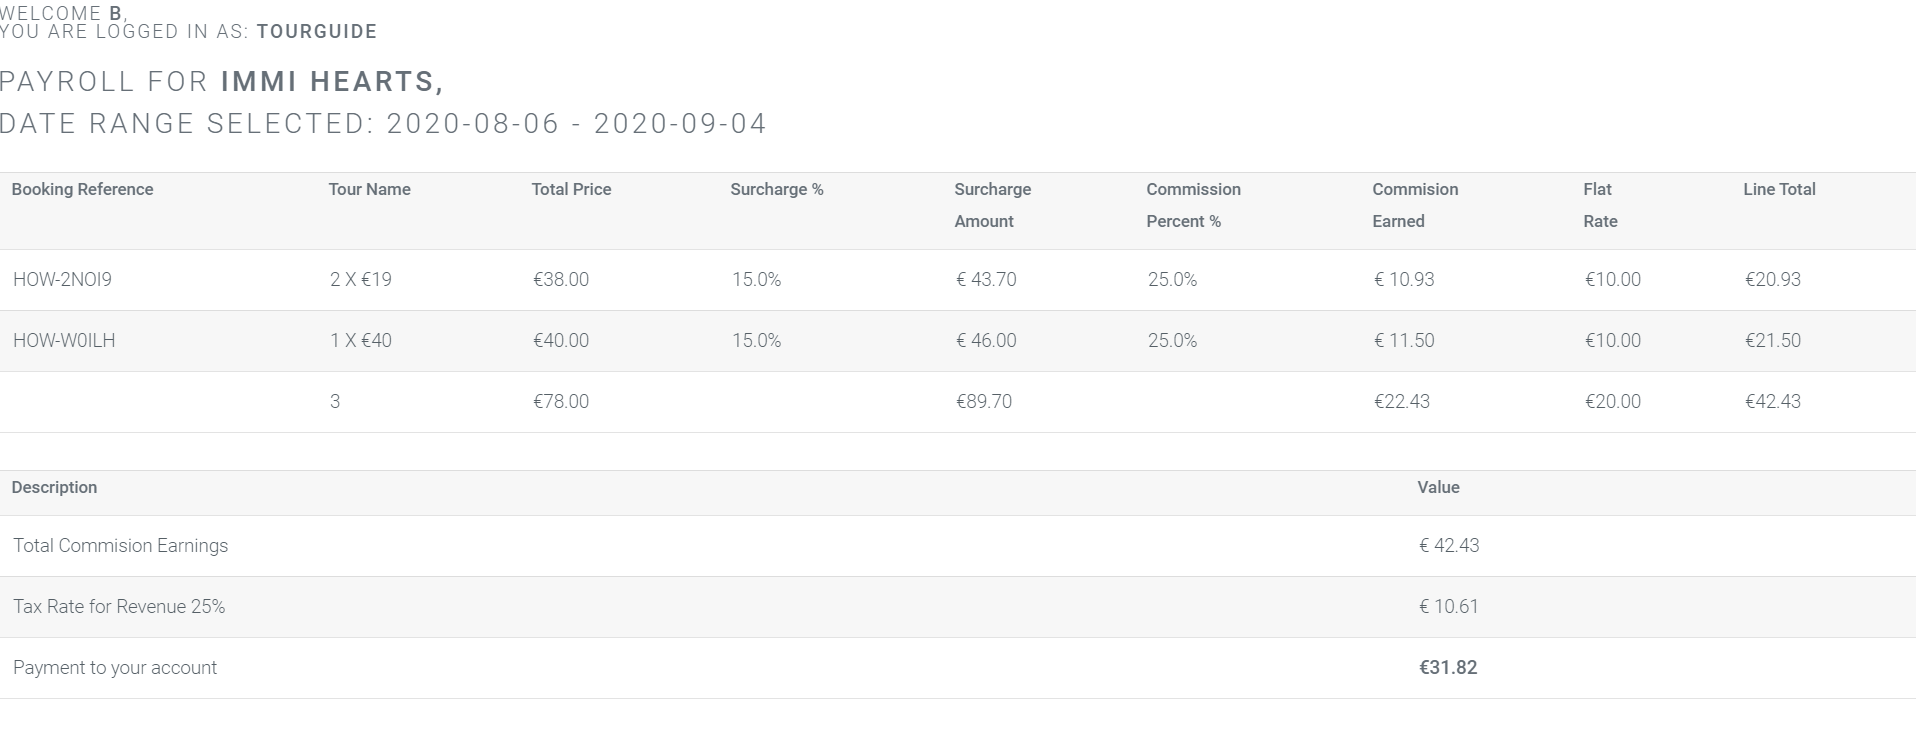 WELCOME B,
YOU ARE LOGGED IN AS: TOURGUIDE
PAYROLL FOR IMMI HEARTS,
DATE RANGE SELECTED: 2020-08-06 - 2020-09-04
Booking Reference Tour Name Total Price Surcharge % Surcharge Amount Commission Percent % Commision Earned Flat Rate Line Total
HOW-2NOI9 2 X €19 €38.00 15.0% € 43.70 25.0% € 10.93 €10.00 €20.93
HOW-W0ILH 1 X €40 €40.00 15.0% € 46.00 25.0% € 11.50 €10.00 €21.50
3 €78.00 €89.70 €22.43 €20.00 €42.43
Description Value
Total Commision Earnings € 42.43
Tax Rate for Revenue 25% € 10.61
Payment to your account €31.82